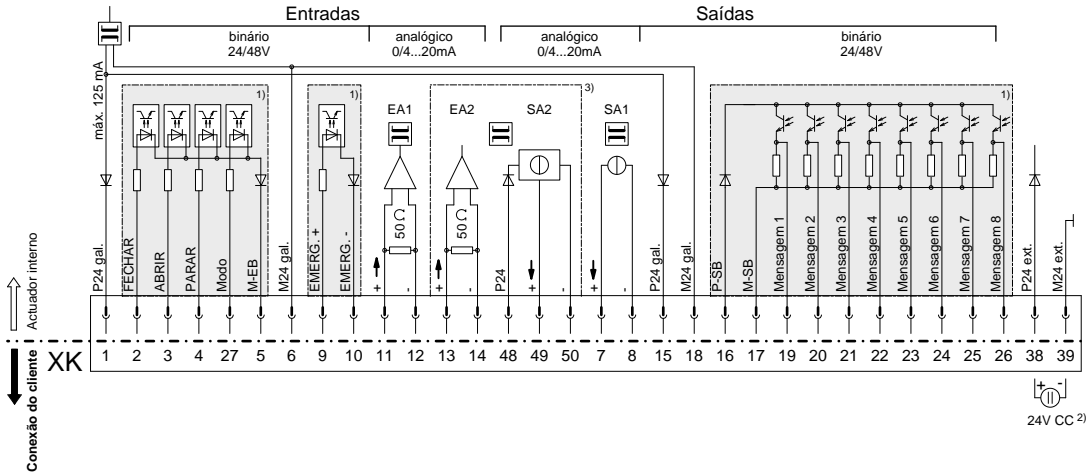 Entradas
Saídas
binário
24/48V
analógico
0/4...20mA
analógico
0/4...20mA
binário
24/48V
máx. 125 mA
1)
1)
3)
1)
EA1
EA2
SA2
SA1
50 Ω
50 Ω
P24 gal.
FECHAR
ABRIR
PARAR
Modo
M-EB
M24 gal.
EMERG. +
EMERG. -
+
-
+
-
P24
+
-
+
-
P24 gal.
M24 gal.
P-SB
M-SB
Mensagem 1
Mensagem 2
Mensagem 3
Mensagem 4
Mensagem 5
Mensagem 6
Mensagem 7
Mensagem 8
P24 ext.
M24 ext.
Actuador interno
Conexão do cliente
XK
1 2 3 4 27 5 6 9 10 11 12 13 14 48 49 50 7 8 15 18 16 17 19 20 21 22 23 24 25 26 38 39
+ -
24V CC 2)